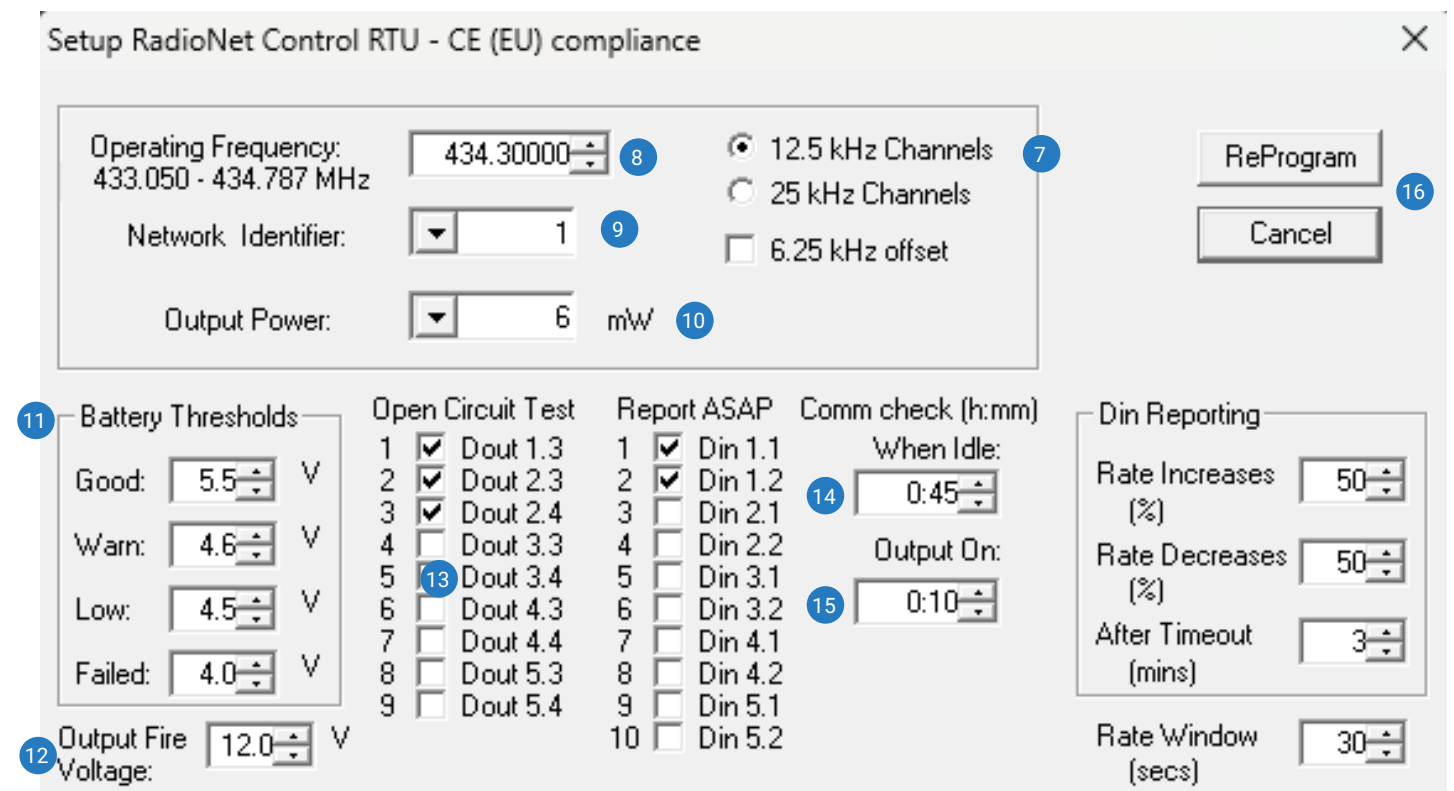 Setup RadioNet Control RTU - CE (EU) compliance
Operating Frequency:
433.050 - 434.787 MHz
434.30000
8
12.5 kHz Channels
7
25 kHz Channels
6.25 kHz offset
Network Identifier:
1
9
Output Power:
6
mW
10
ReProgram
16
Cancel
11
Battery Thresholds
Good:
5.5
V
Warn:
4.6
V
Low:
4.5
V
Failed:
4.0
V
12
Output Fire
Voltage:
12.0
V
Open Circuit Test
1 Dout 1.3
2 Dout 2.3
3 Dout 2.4
4 Dout 3.3
5 13 Dout 3.4
6 Dout 4.3
7 Dout 4.4
8 Dout 5.3
9 Dout 5.4
Report ASAP
1 Din 1.1
2 Din 1.2
3 Din 2.1
4 Din 2.2
5 Din 3.1
6 Din 3.2
7 Din 4.1
8 Din 4.2
9 Din 5.1
10 Din 5.2
Comm check (h:mm)
When Idle:
14
0:45
Output On:
15
0:10
Din Reporting
Rate Increases
(%)
50
Rate Decreases
(%)
50
After Timeout
(mins)
3
Rate Window
(secs)
30